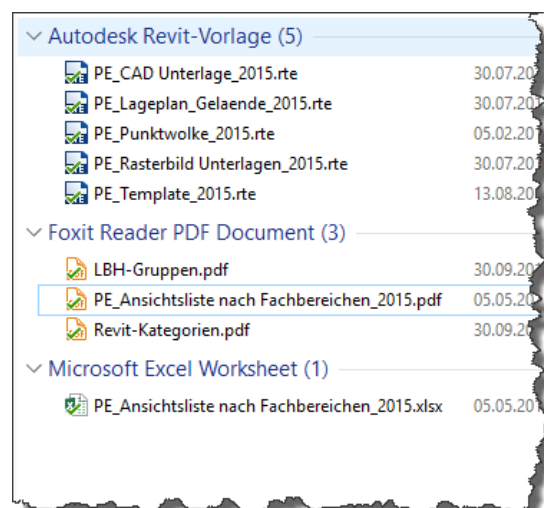 Autodesk Revit-Vorlage (5)
PE_CAD Unterlage_2015.rte 30.07.20
PE_Lageplan_Gelaende_2015.rte 30.07.20
PE_Punktwolke_2015.rte 05.02.20
PE_Rasterbild Unterlagen_2015.rte 30.07.20
PE_Template_2015.rte 13.08.20
Foxit Reader PDF Document (3)
LBH-Gruppen.pdf 30.09.20
PE_Ansichtsliste nach Fachbereichen_2015.pdf 05.05.20
Revit-Kategorien.pdf 30.09.20
Microsoft Excel Worksheet (1)
PE_Ansichtsliste nach Fachbereichen_2015.xlsx 05.05.20